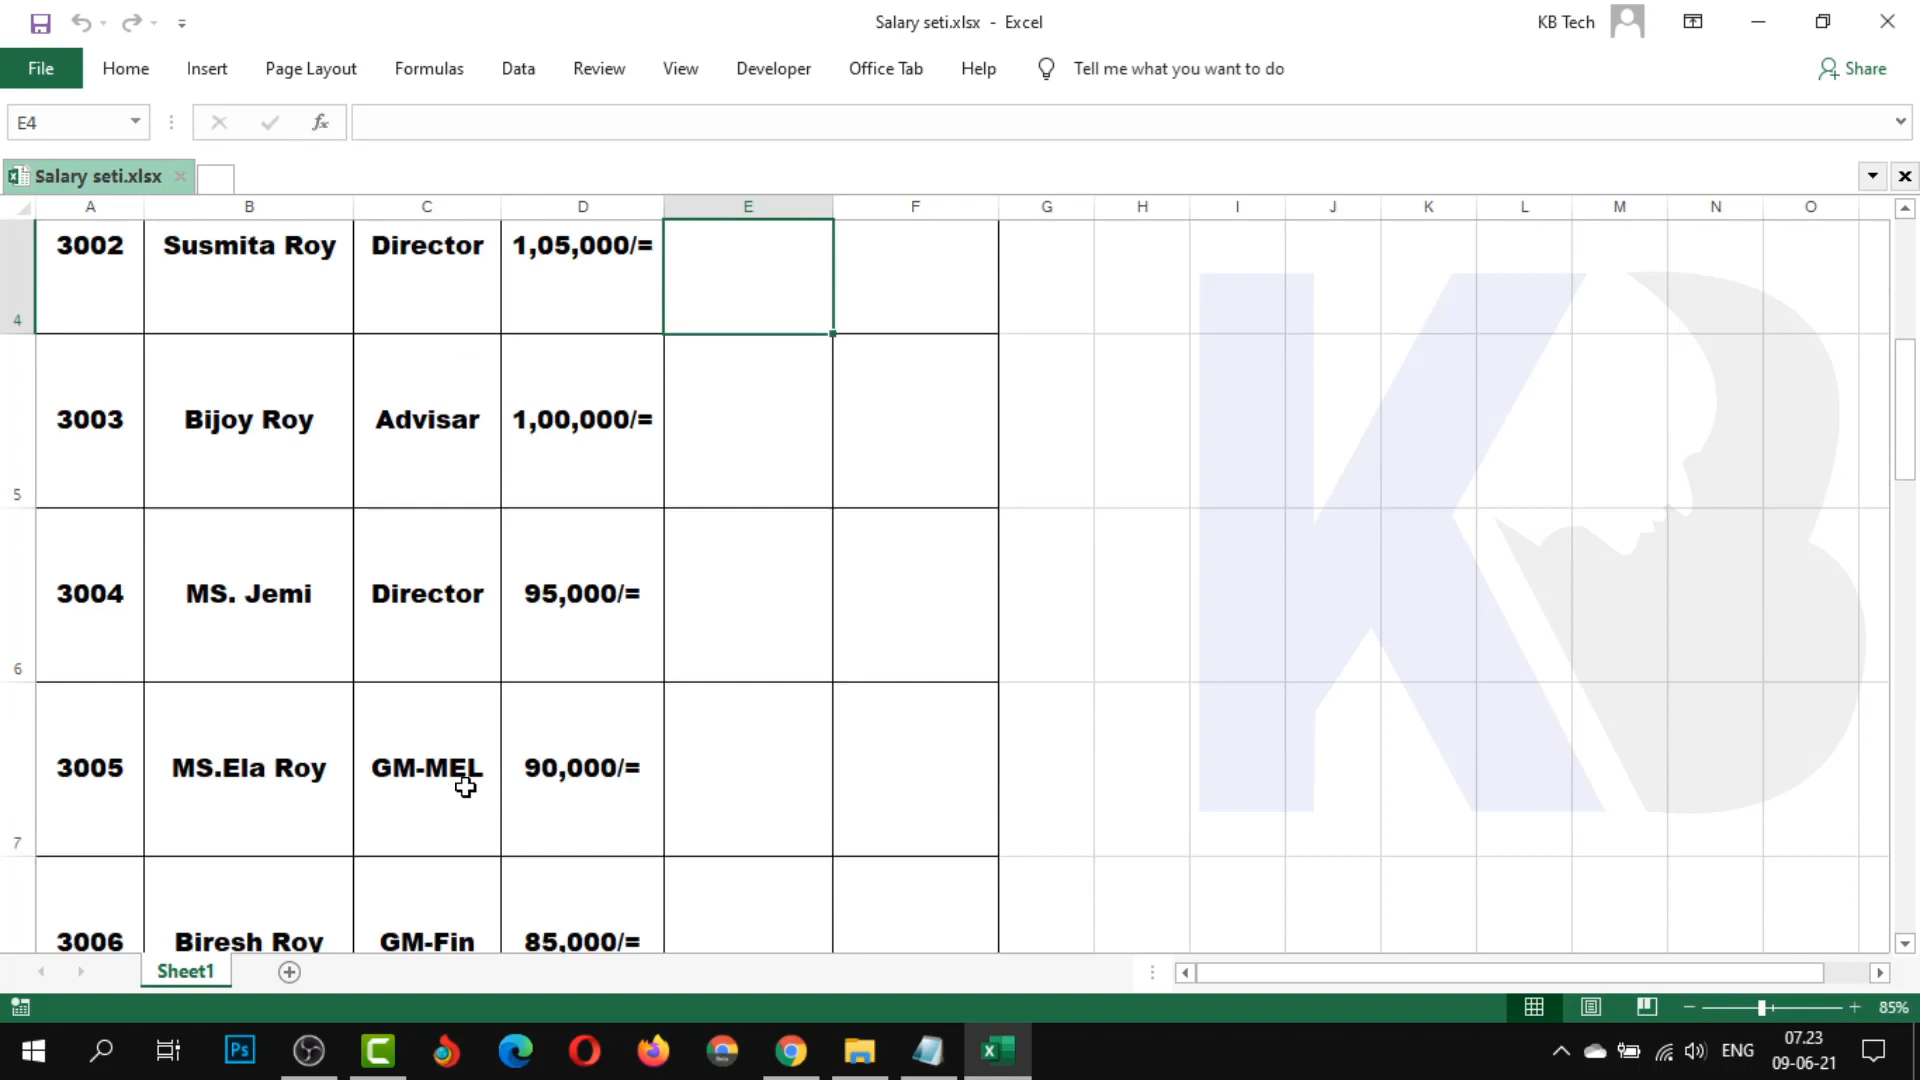 Salary seti.xlsx - Excel
KB Tech
File Home Insert Page Layout Formulas Data Review View Developer Office Tab Help Tell me what you want to do Share
E4 fx
Salary seti.xlsx
A B C D E F G H I J K L M N O
3002 Susmita Roy Director 1,05,000/=
4
3003 Bijoy Roy Advisar 1,00,000/=
5
3004 MS. Jemi Director 95,000/=
6
3005 MS.Ela Roy GM-MEL 90,000/=
7
3006 Biresh Roy GM-Fin 85,000/=
KB
Sheet1
85%
Ps
ENG
07.23
09-06-21